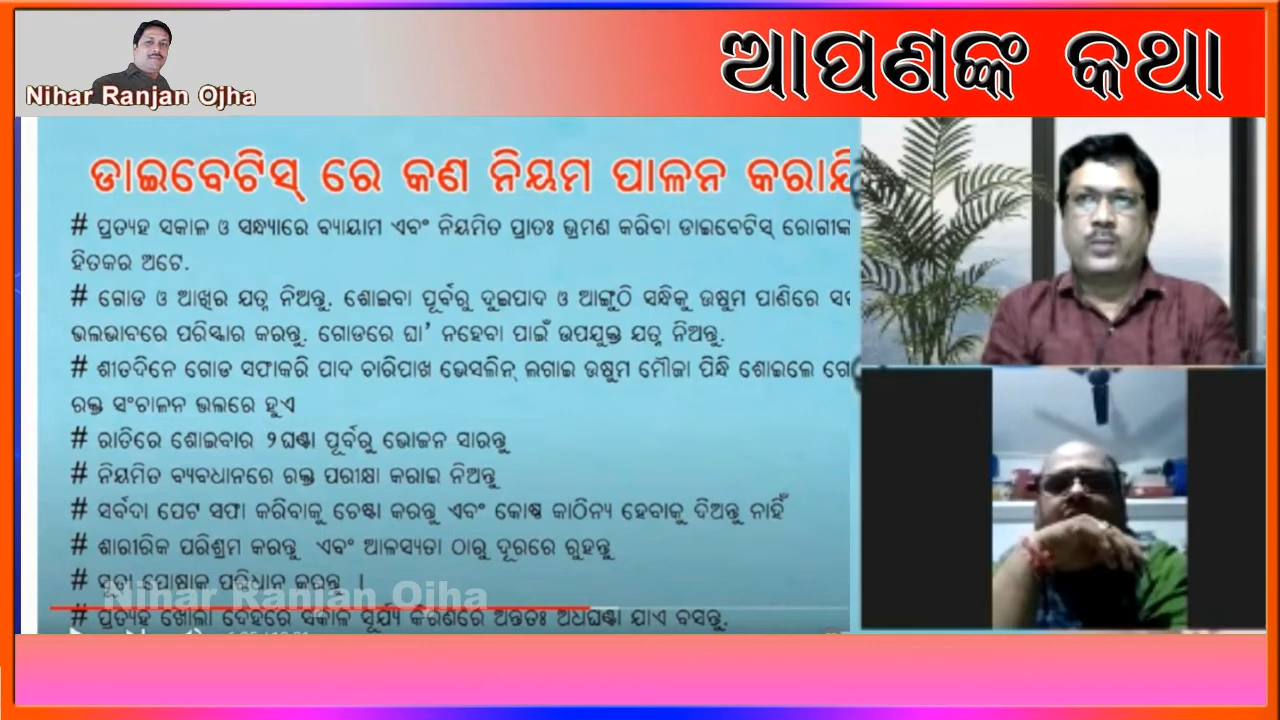 Nihar Ranjan Ojha
ଆପଣଙ୍କ କଥା
ଡାଇବେଟିସ୍ ରେ କଣ ନିୟମ ପାଳନ
# ପ୍ରତ୍ୟହ ସକାଳ ଓ ସନ୍ଧ୍ୟାରେ ବ୍ୟାୟାମ ଏବଂ ନିୟମିତ ପ୍ରାତଃ ଭ୍ରମଣ କରିବା ଡାଇବେଟିସ୍
ହିତକର ଅଟେ.
# ଗୋଡ ଓ ଆଖିର ଯତ୍ନ ନିଅନ୍ତୁ. ଶୋଇବା ପୂର୍ବରୁ ଦୁଇପାଦ ଓ ଆଙ୍ଗୁଠି ସନ୍ଧିକୁ ଉଷୁମ ପାଣିରେ
ଭଲଭାବରେ ପରିସ୍କାର କରନ୍ତୁ. ଗୋଡରେ ଘା' ନହେବା ପାଇଁ ଉପଯୁକ୍ତ ଯତ୍ନ ନିଅନ୍ତୁ.
# ଶୀତଦିନେ ଗୋଡ ସଫାକରି ପାଦ ଚାରିପାଖ ଭେସଲିନ୍ ଲଗାଇ ଉଷୁମ ମୌଜା ପିନ୍ଧି ଶୋଇଲେ
ରକ୍ତ ସଂଚାଳନ ଭଲରେ ହୁଏ
# ରାତିରେ ଶୋଇବାର ୨ଘଣ୍ଟା ପୂର୍ବରୁ ଭୋଜନ ସାରନ୍ତୁ
# ନିୟମିତ ବ୍ୟବଧାନରେ ରକ୍ତ ପରୀକ୍ଷା କରାଇ ନିଅନ୍ତୁ
# ସର୍ବଦା ପେଟ ସଫା କରିବାକୁ ଚେଷ୍ଟା କରନ୍ତୁ ଏବଂ କୋଷ୍ଠ କାଠିନ୍ୟ ହେବାକୁ ଦିଅନ୍ତୁ ନାହିଁ
# ଶାରୀରିକ ପରିଶ୍ରମ କରନ୍ତୁ ଏବଂ ଆଳସ୍ୟତା ଠାରୁ ଦୂରରେ ରୁହନ୍ତୁ
# ସୂତା ପୋଷାକ ପରିଧାନ କରନ୍ତୁ ।
Nihar Ranjan Ojha
# ପ୍ରତ୍ୟହ ଖୋଲା ଦେହରେ ସକାଳ ସୂର୍ଯ୍ୟ କିରଣରେ ଅନ୍ତତଃ ଅଧଘଣ୍ଟା ଯାଏ ବସନ୍ତୁ.